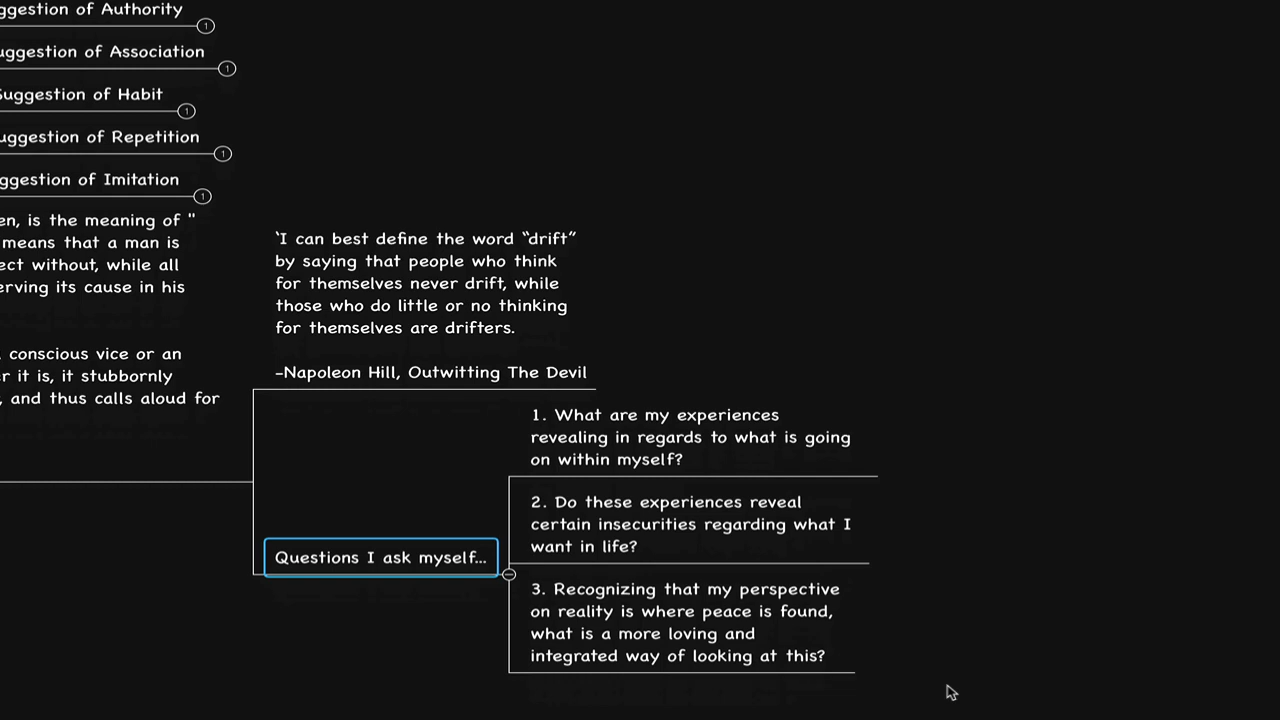 ggestion of Authority
1
uggestion of Association
1
Suggestion of Habit
1
uggestion of Repetition
1
ggestion of Imitation
1
en, is the meaning of "
means that a man is
ect without, while all
erving its cause in his
. conscious vice or an
r it is, it stubbornly
, and thus calls aloud for
‘I can best define the word “drift”
by saying that people who think
for themselves never drift, while
those who do little or no thinking
for themselves are drifters.
–Napoleon Hill, Outwitting The Devil
Questions I ask myself...
1. What are my experiences
revealing in regards to what is going
on within myself?
2. Do these experiences reveal
certain insecurities regarding what I
want in life?
3. Recognizing that my perspective
on reality is where peace is found,
what is a more loving and
integrated way of looking at this?